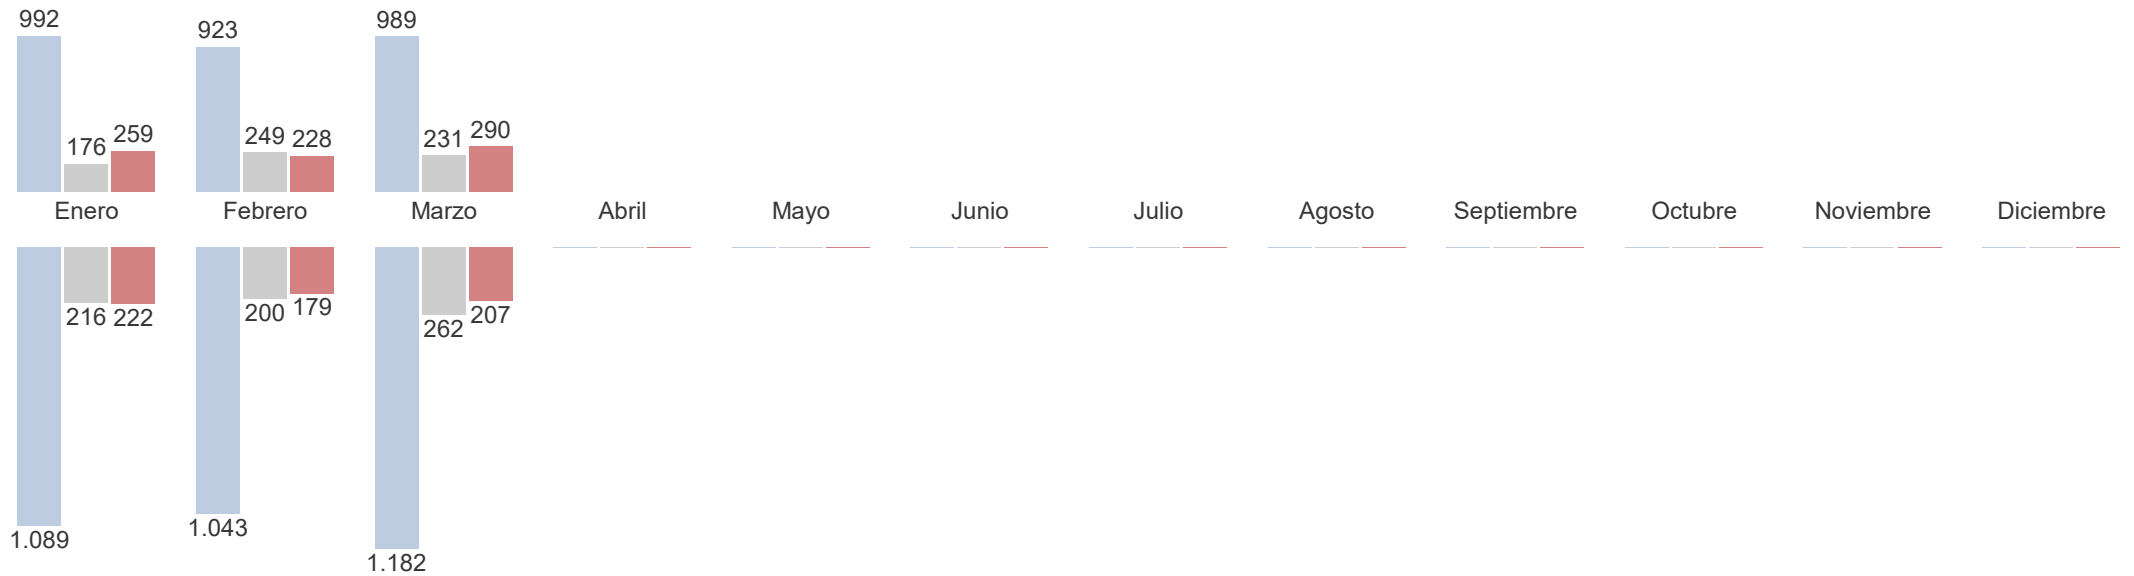 992 176 259 923 249 228 989 231 290
Enero Febrero Marzo Abril Mayo Junio Julio Agosto Septiembre Octubre Noviembre Diciembre
1.089 216 222 1.043 200 179 1.182 262 207